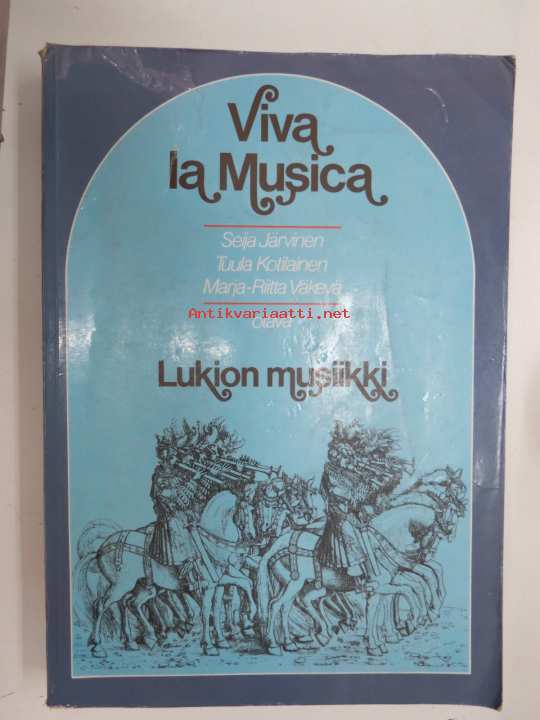 Viva
la Musica
Seija Järvinen
Tuula Kotilainen
Marja-Riitta Väkevä
Antikvariaatti.net
Otava
Lukion musiikki